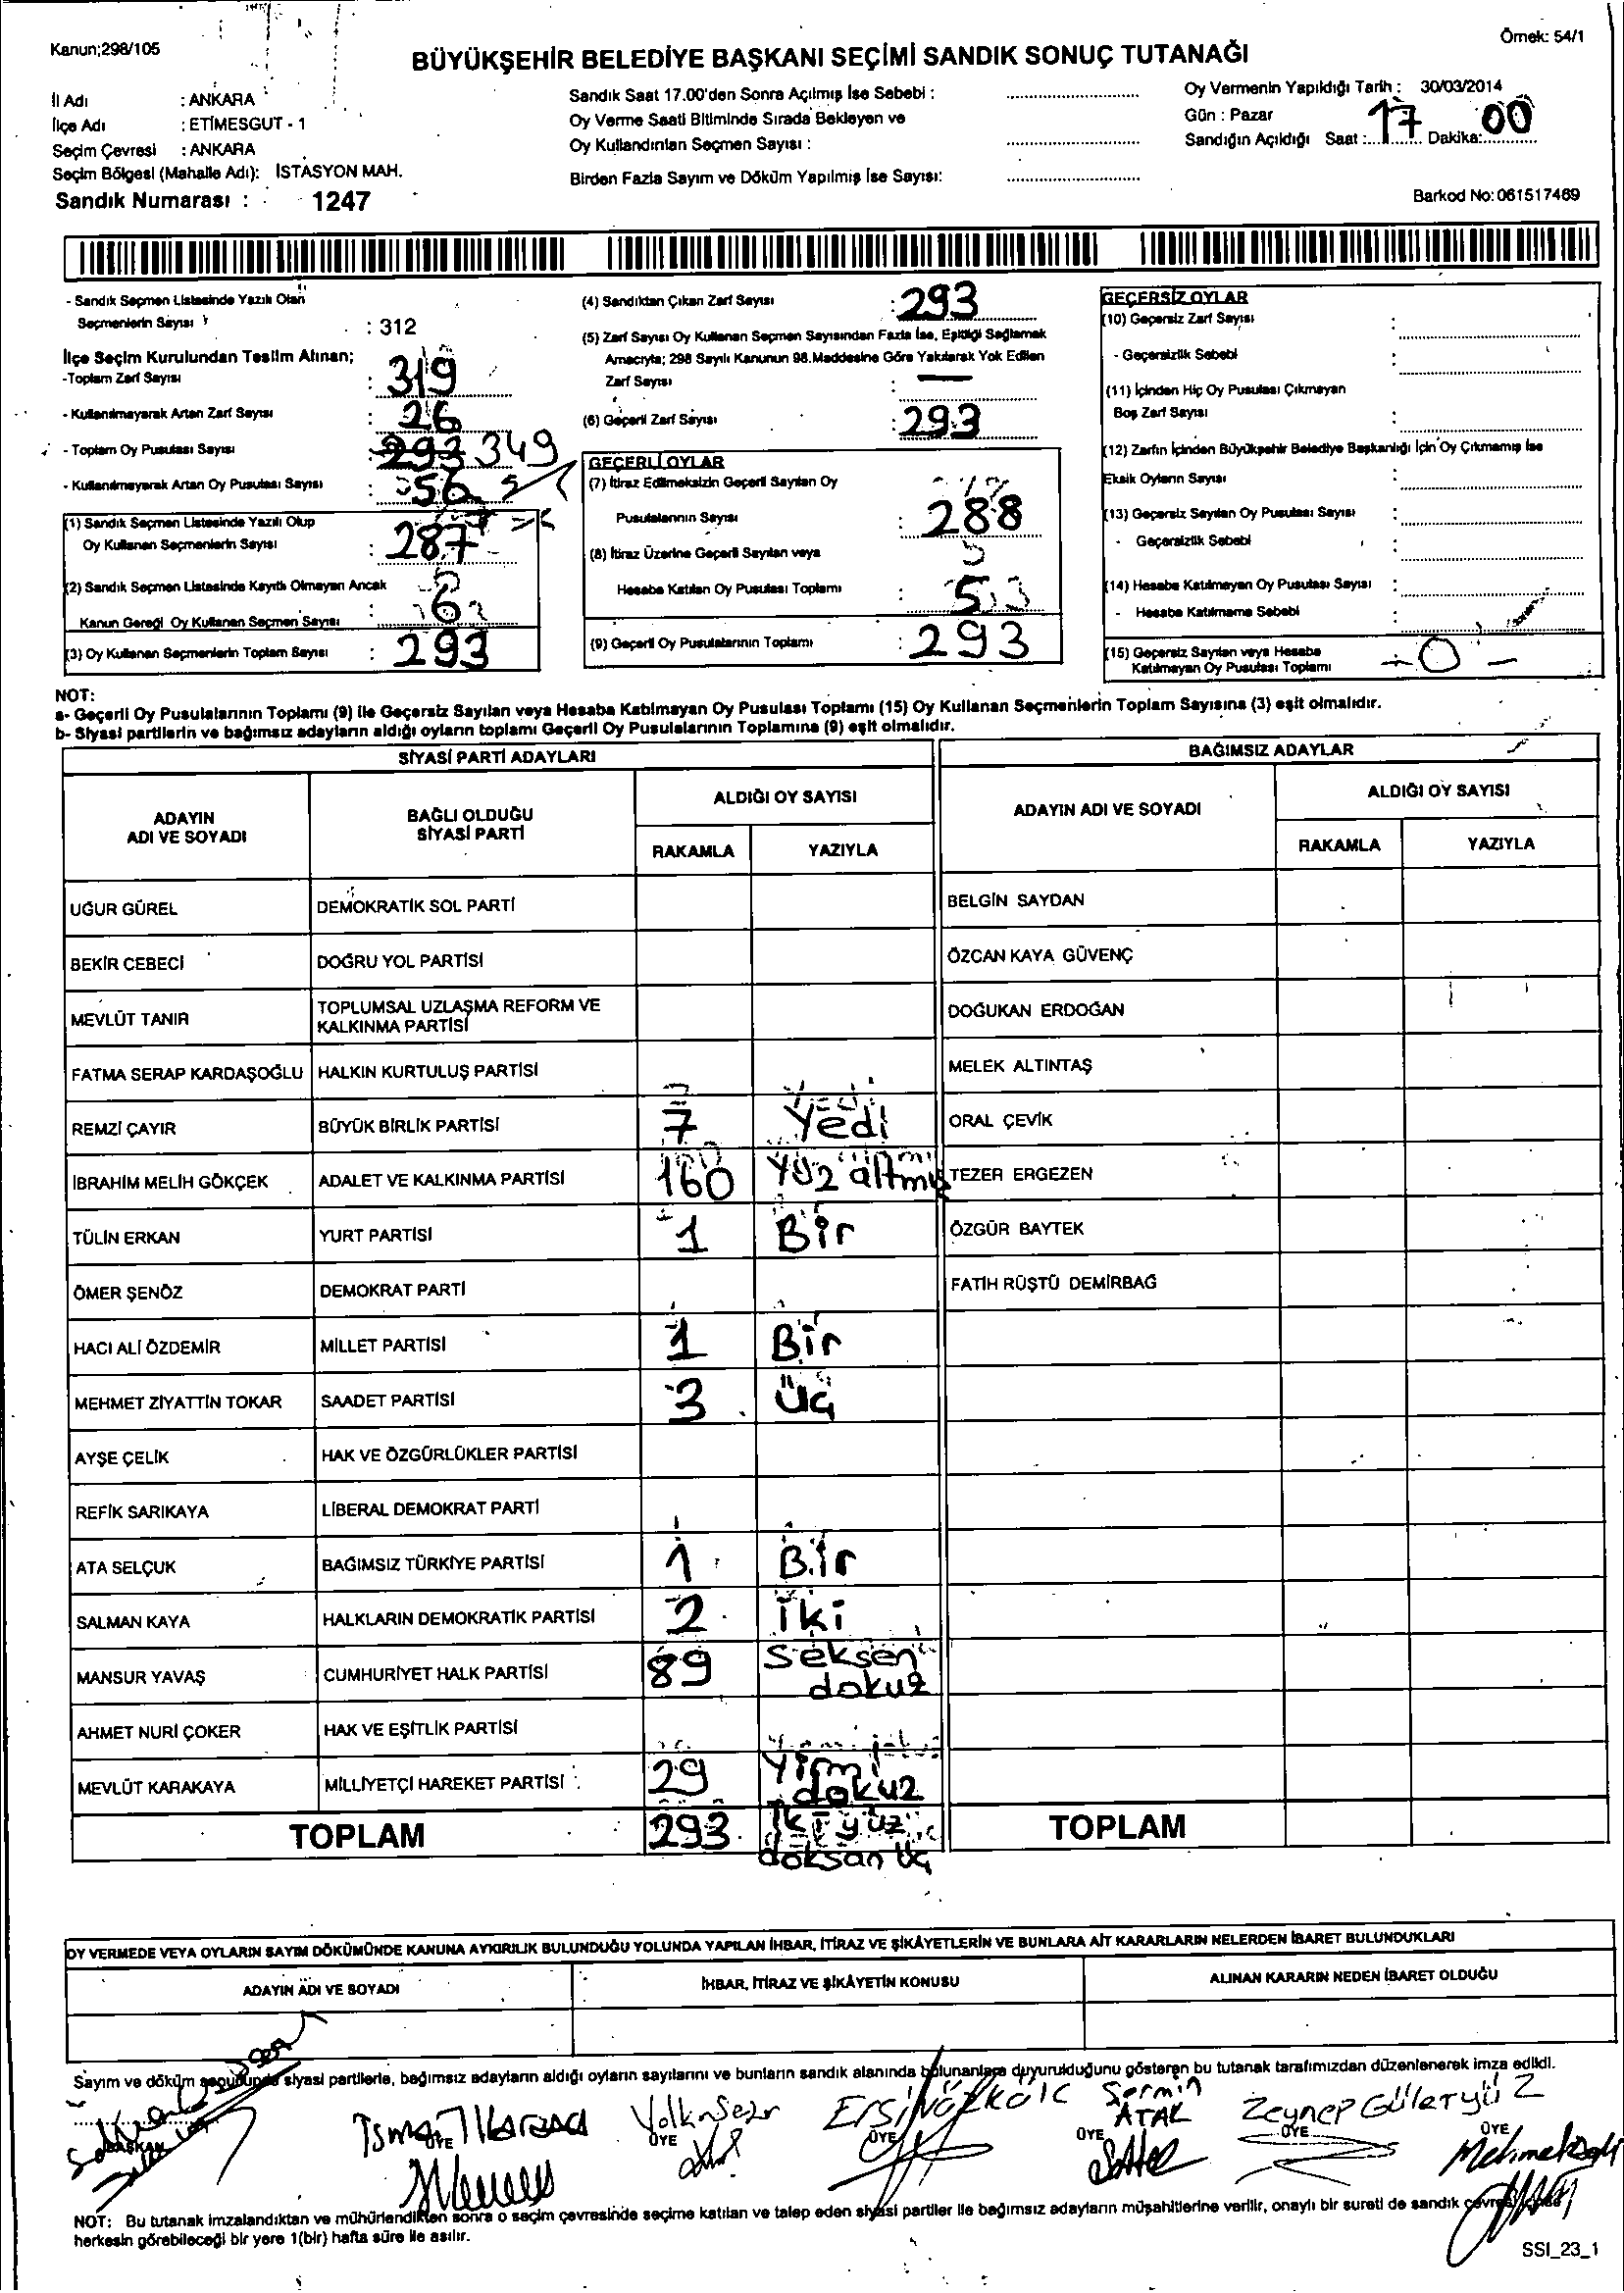 Kanun;298/105
Örnek: 54/1
BÜYÜKŞEHİR BELEDİYE BAŞKANI SEÇİMİ SANDIK SONUÇ TUTANAĞI
İl Adı : ANKARA
İlçe Adı : ETİMESGUT - 1
Seçim Çevresi : ANKARA
Seçim Bölgesi (Mahalle Adı): İSTASYON MAH.
Sandık Numarası : 1247
Sandık Saat 17.00'den Sonra Açılmış İse Sebebi :
Oy Verme Saati Bitiminde Sırada Bekleyen ve
Oy Kullandırılan Seçmen Sayısı :
Birden Fazla Sayım ve Döküm Yapılmış İse Sayısı:
Oy Vermenin Yapıldığı Tarih : 30/03/2014
Gün : Pazar
Sandığın Açıldığı Saat : 17 Dakika: 00
Barkod No: 061517469
- Sandık Seçmen Listesinde Yazılı Olan
Seçmenlerin Sayısı : 312
İlçe Seçim Kurulundan Teslim Alınan;
-Toplam Zarf Sayısı : 319
- Kullanılmayarak Artan Zarf Sayısı : 26
- Toplam Oy Pusulası Sayısı : 293 349
- Kullanılmayarak Artan Oy Pusulası Sayısı : 56
(1) Sandık Seçmen Listesinde Yazılı Olup
Oy Kullanan Seçmenlerin Sayısı : 287
(2) Sandık Seçmen Listesinde Kayıtlı Olmayan Ancak
Kanun Gereği Oy Kullanan Seçmen Sayısı : 6
(3) Oy Kullanan Seçmenlerin Toplam Sayısı : 293
(4) Sandıktan Çıkan Zarf Sayısı : 293
(5) Zarf Sayısı Oy Kullanan Seçmen Sayısından Fazla İse, Eşitliği Sağlamak
Amacıyla; 298 Sayılı Kanunun 98.Maddesine Göre Yakılarak Yok Edilen
Zarf Sayısı : —
(6) Geçerli Zarf Sayısı : 293
GEÇERLİ OYLAR
(7) İtiraz Edilmeksizin Geçerli Sayılan Oy
Pusulalarının Sayısı : 288
(8) İtiraz Üzerine Geçerli Sayılan veya
Hesaba Katılan Oy Pusulası Toplamı : 5
(9) Geçerli Oy Pusulalarının Toplamı : 293
GEÇERSİZ OYLAR
(10) Geçersiz Zarf Sayısı :
- Geçersizlik Sebebi :
(11) İçinden Hiç Oy Pusulası Çıkmayan
Boş Zarf Sayısı :
(12) Zarfın İçinden Büyükşehir Belediye Başkanlığı İçin Oy Çıkmamış İse
Eksik Oyların Sayısı :
(13) Geçersiz Sayılan Oy Pusulası Sayısı :
- Geçersizlik Sebebi :
(14) Hesaba Katılmayan Oy Pusulası Sayısı :
- Hesaba Katılmama Sebebi :
(15) Geçersiz Sayılan veya Hesaba
Katılmayan Oy Pusulası Toplamı - 0 -
NOT:
a- Geçerli Oy Pusulalarının Toplamı (9) ile Geçersiz Sayılan veya Hesaba Katılmayan Oy Pusulası Toplamı (15) Oy Kullanan Seçmenlerin Toplam Sayısına (3) eşit olmalıdır.
b- Siyasi partilerin ve bağımsız adayların aldığı oyların toplamı Geçerli Oy Pusulalarının Toplamına (9) eşit olmalıdır.
SİYASİ PARTİ ADAYLARI
BAĞIMSIZ ADAYLAR
ADAYIN ADI VE SOYADI
BAĞLI OLDUĞU SİYASİ PARTİ
ALDIĞI OY SAYISI
RAKAMLA YAZIYLA
ADAYIN ADI VE SOYADI
ALDIĞI OY SAYISI
RAKAMLA YAZIYLA
UĞUR GÜREL DEMOKRATİK SOL PARTİ BELGİN SAYDAN
BEKİR CEBECİ DOĞRU YOL PARTİSİ ÖZCAN KAYA GÜVENÇ
MEVLÜT TANIR TOPLUMSAL UZLAŞMA REFORM VE KALKINMA PARTİSİ DOĞUKAN ERDOĞAN
FATMA SERAP KARDAŞOĞLU HALKIN KURTULUŞ PARTİSİ MELEK ALTINTAŞ
REMZİ ÇAYIR BÜYÜK BİRLİK PARTİSİ 7 Yedi ORAL ÇEVİK
İBRAHİM MELİH GÖKÇEK ADALET VE KALKINMA PARTİSİ 160 Yüz altmış TEZER ERGEZEN
TÜLİN ERKAN YURT PARTİSİ 1 Bir ÖZGÜR BAYTEK
ÖMER ŞENÖZ DEMOKRAT PARTİ FATİH RÜŞTÜ DEMİRBAĞ
HACI ALİ ÖZDEMİR MİLLET PARTİSİ 1 Bir
MEHMET ZİYATTİN TOKAR SAADET PARTİSİ 3 Üç
AYŞE ÇELİK HAK VE ÖZGÜRLÜKLER PARTİSİ
REFİK SARIKAYA LİBERAL DEMOKRAT PARTİ
ATA SELÇUK BAĞIMSIZ TÜRKİYE PARTİSİ 1 Bir
SALMAN KAYA HALKLARIN DEMOKRATİK PARTİSİ 2 iki
MANSUR YAVAŞ CUMHURİYET HALK PARTİSİ 89 Seksen dokuz
AHMET NURİ ÇOKER HAK VE EŞİTLİK PARTİSİ
MEVLÜT KARAKAYA MİLLİYETÇİ HAREKET PARTİSİ 29 Yirmi dokuz
TOPLAM 293 İki yüz doksan üç TOPLAM
OY VERMEDE VEYA OYLARIN SAYIM DÖKÜMÜNDE KANUNA AYKIRILIK BULUNDUĞU YOLUNDA YAPILAN İHBAR, İTİRAZ VE ŞİKÂYETLERİN VE BUNLARA AİT KARARLARIN NELERDEN İBARET BULUNDUKLARI
ADAYIN ADI VE SOYADI İHBAR, İTİRAZ VE ŞİKÂYETİN KONUSU ALINAN KARARIN NEDEN İBARET OLDUĞU
Sayım ve döküm sonucunda siyasi partilerle, bağımsız adayların aldığı oyların sayılarını ve bunların sandık alanında bulunanlara duyurulduğunu gösteren bu tutanak tarafımızdan düzenlenerek imza edildi.
Sermin ATAK
Zeynep Güleryüz
BAŞKAN ÜYE ÜYE ÜYE ÜYE ÜYE ÜYE
NOT: Bu tutanak imzalandıktan ve mühürlendikten sonra o seçim çevresinde seçime katılan ve talep eden siyasi partiler ile bağımsız adayların müşahitlerine verilir, onaylı bir sureti de sandık çevresinde
herkesin görebileceği bir yere 1(bir) hafta süre ile asılır.
SSI_23_1